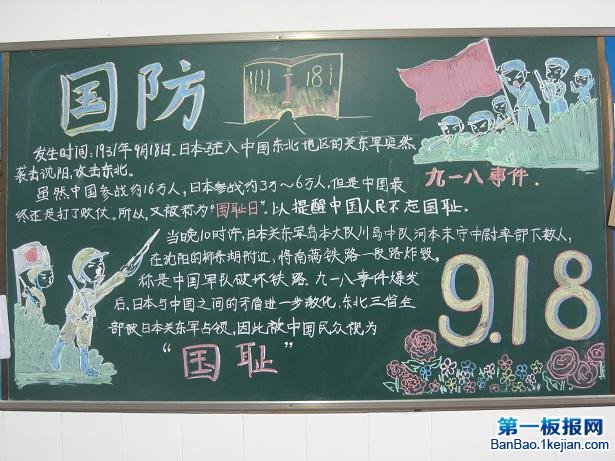 国防
18
发生时间:1931年9月18日。日本驻入中国东北地区的关东军突然
袭击沈阳,攻击东北。
虽然中国参战约16万人,日本参战约3万~6万人,但是中国最
终还是打了败仗。所以,又被称为“国耻日”。以提醒中国人民不忘国耻。
九一八事件.
当晚10时许,日本关东军岛本大队川岛中队河本末守中尉率部下数人,
在沈阳的柳条湖附近,将南满铁路一段路炸毁,
称是中国军队破坏铁路。九一八事件爆发
后,日本与中国之间的矛盾进一步激化,东北三省全
部被日本关东军占领,因此被中国民众视为
“国耻”
9.18
第一板报网
BanBao.1kejian.com